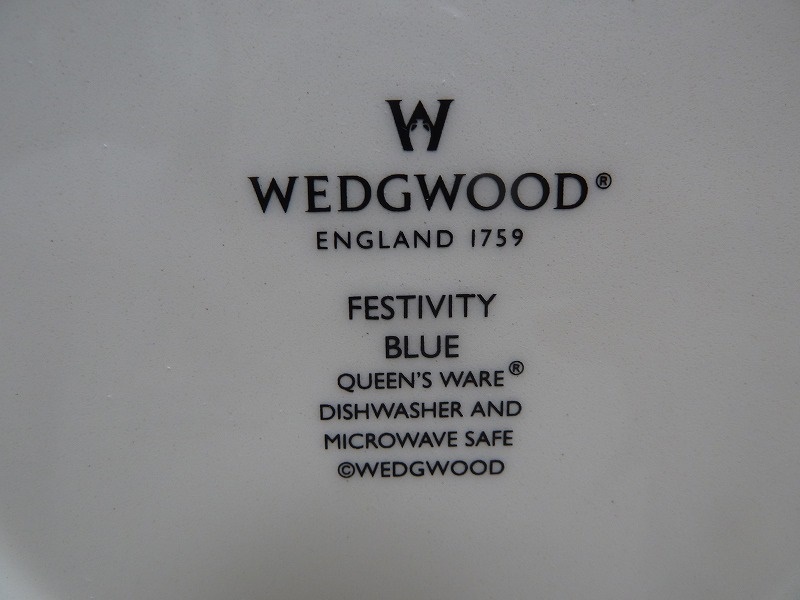 W
WEDGWOOD®
ENGLAND 1759
FESTIVITY
BLUE
QUEEN'S WARE®
DISHWASHER AND
MICROWAVE SAFE
©WEDGWOOD